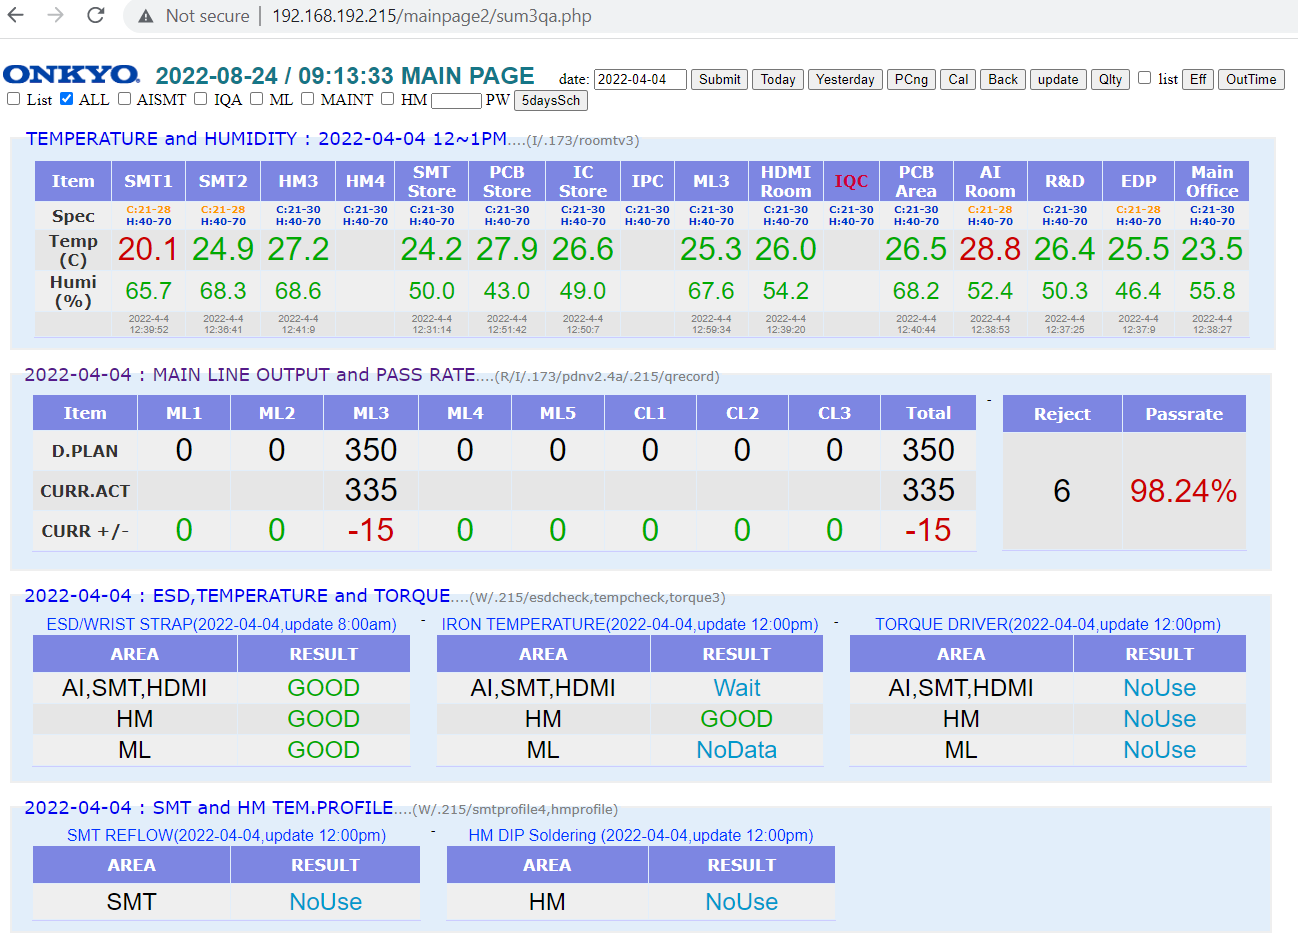 Not secure | 192.168.192.215/mainpage2/sum3qa.php
ONKYO. 2022-08-24 / 09:13:33 MAIN PAGE date: 2022-04-04 Submit Today Yesterday PCng Cal Back update Qlty list Eff OutTime
List ALL AISMT IQA ML MAINT HM PW 5daysSch
TEMPERATURE and HUMIDITY : 2022-04-04 12~1PM....(I/.173/roomtv3)
Item SMT1 SMT2 HM3 HM4 SMT Store PCB Store IC Store IPC ML3 HDMI Room IQC PCB Area AI Room R&D EDP Main Office
Spec C:21-28 C:21-28 C:21-30 C:21-30 C:21-30 C:21-30 C:21-30 C:21-30 C:21-30 C:21-30 C:21-30 C:21-30 C:21-28 C:21-30 C:21-28 C:21-30
H:40-70 H:40-70 H:40-70 H:40-70 H:40-70 H:40-70 H:40-70 H:40-70 H:40-70 H:40-70 H:40-70 H:40-70 H:40-70 H:40-70 H:40-70 H:40-70
Temp (C) 20.1 24.9 27.2 24.2 27.9 26.6 25.3 26.0 26.5 28.8 26.4 25.5 23.5
Humi (%) 65.7 68.3 68.6 50.0 43.0 49.0 67.6 54.2 68.2 52.4 50.3 46.4 55.8
2022-4-4 2022-4-4 2022-4-4 2022-4-4 2022-4-4 2022-4-4 2022-4-4 2022-4-4 2022-4-4 2022-4-4 2022-4-4 2022-4-4 2022-4-4
12:39:52 12:36:41 12:41:9 12:31:14 12:51:42 12:50:7 12:59:34 12:39:20 12:40:44 12:38:53 12:37:25 12:37:9 12:38:27
2022-04-04 : MAIN LINE OUTPUT and PASS RATE....(R/I/.173/pdnv2.4a/.215/qrecord)
Item ML1 ML2 ML3 ML4 ML5 CL1 CL2 CL3 Total - Reject Passrate
D.PLAN 0 0 350 0 0 0 0 0 350
CURR.ACT 335 335 6 98.24%
CURR +/- 0 0 -15 0 0 0 0 0 -15
2022-04-04 : ESD,TEMPERATURE and TORQUE....(W/.215/esdcheck,tempcheck,torque3)
ESD/WRIST STRAP(2022-04-04,update 8:00am) - IRON TEMPERATURE(2022-04-04,update 12:00pm) - TORQUE DRIVER(2022-04-04,update 12:00pm)
AREA RESULT AREA RESULT AREA RESULT
AI,SMT,HDMI GOOD AI,SMT,HDMI Wait AI,SMT,HDMI NoUse
HM GOOD HM GOOD HM NoUse
ML GOOD ML NoData ML NoUse
2022-04-04 : SMT and HM TEM.PROFILE....(W/.215/smtprofile4,hmprofile)
SMT REFLOW(2022-04-04,update 12:00pm) - HM DIP Soldering (2022-04-04,update 12:00pm)
AREA RESULT AREA RESULT
SMT NoUse HM NoUse